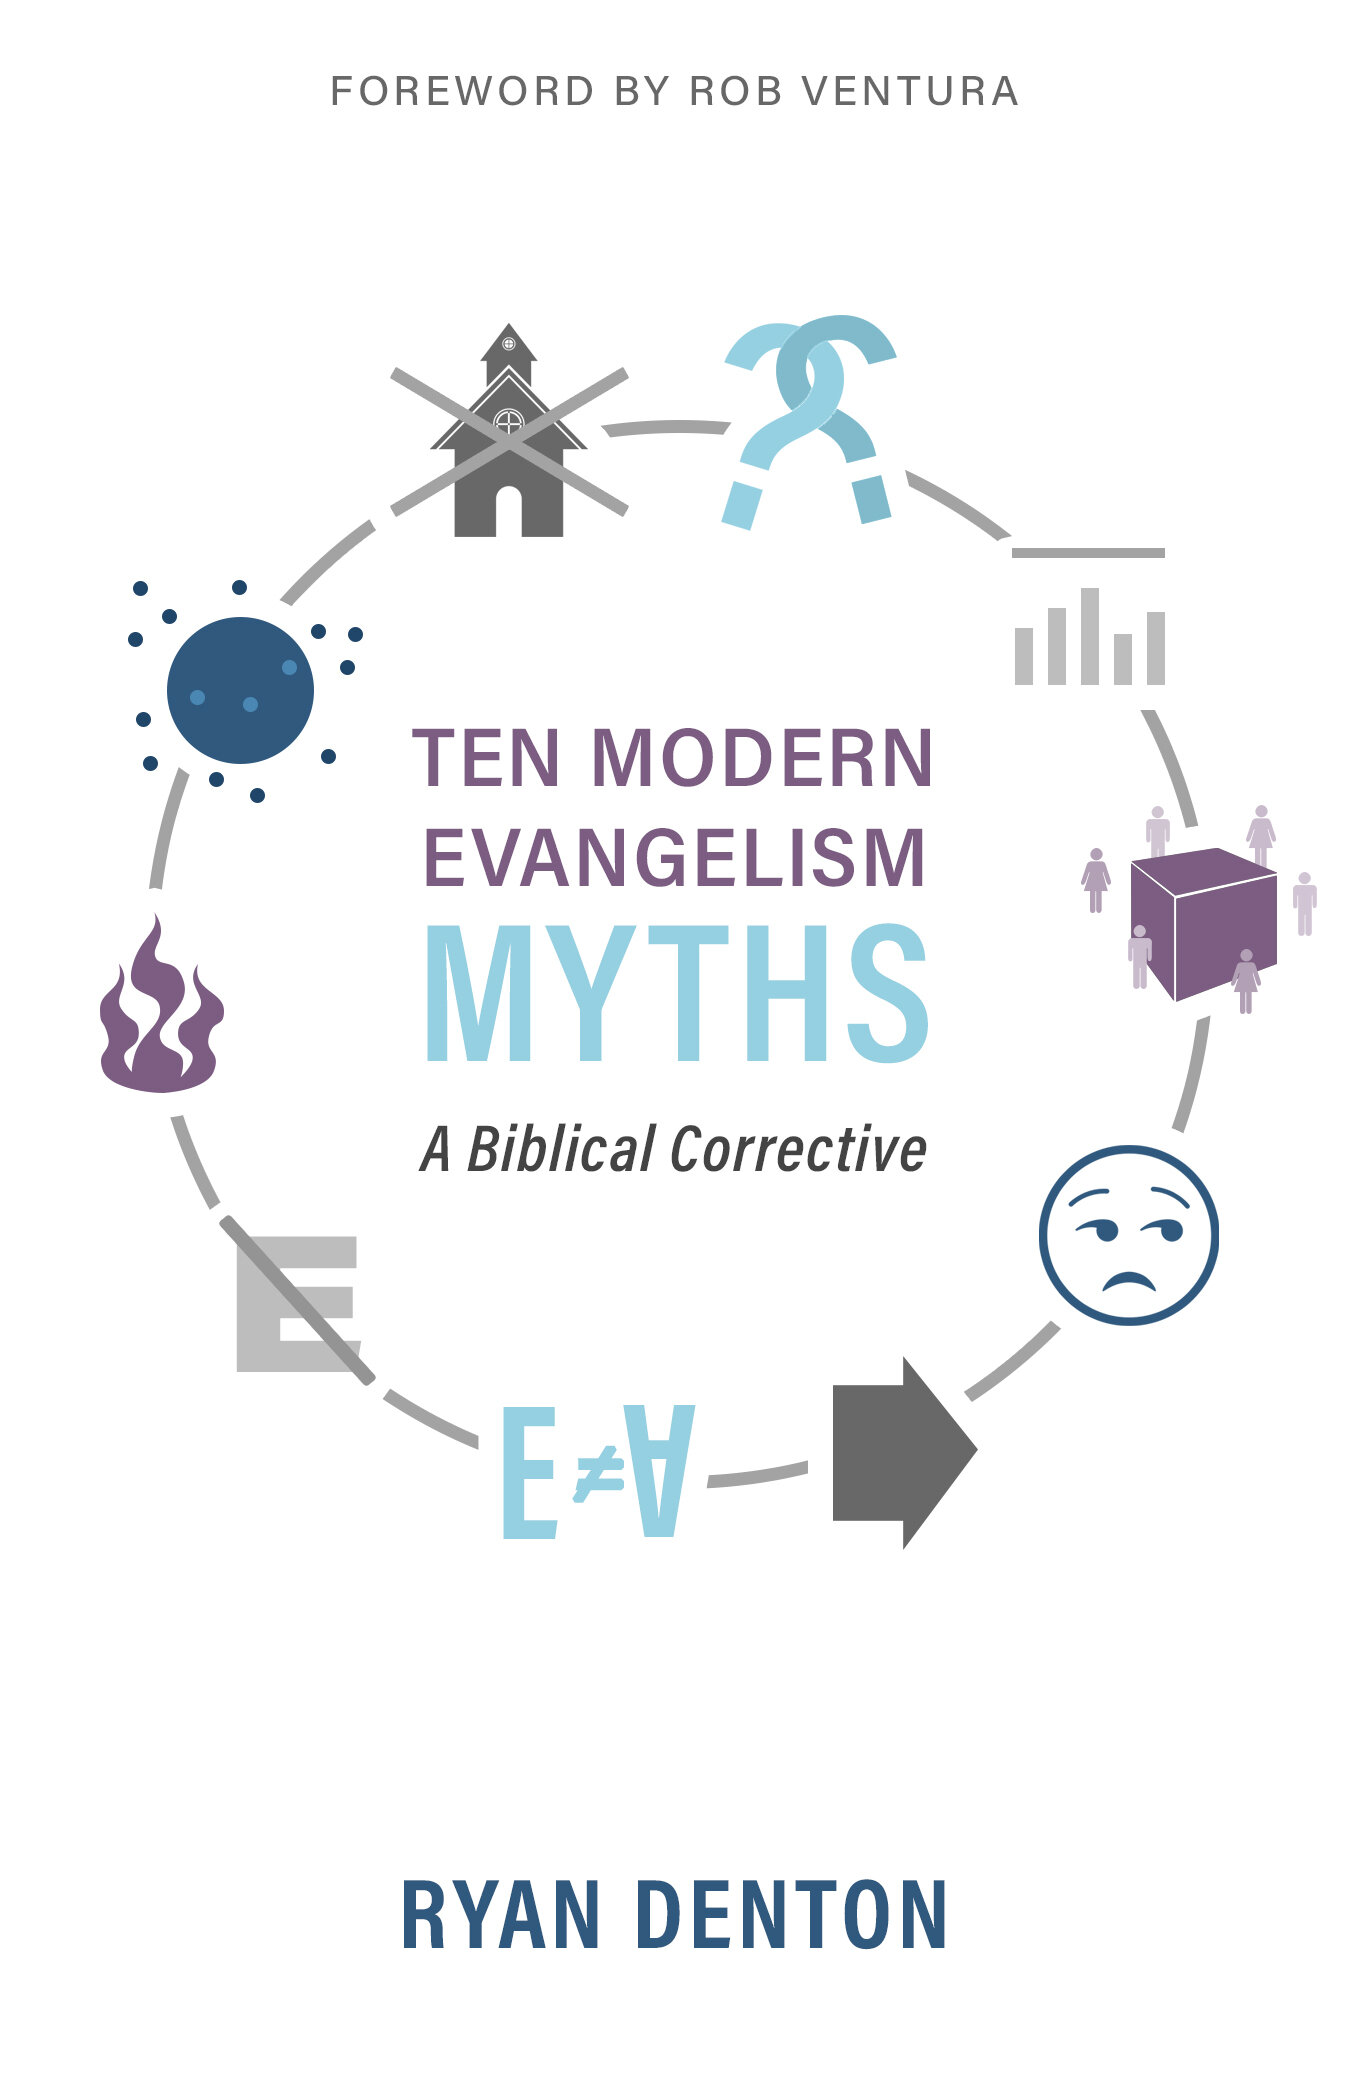 FOREWORD BY ROB VENTURA
TEN MODERN
EVANGELISM
MYTHS
A Biblical Corrective
E
E≠∀
RYAN DENTON